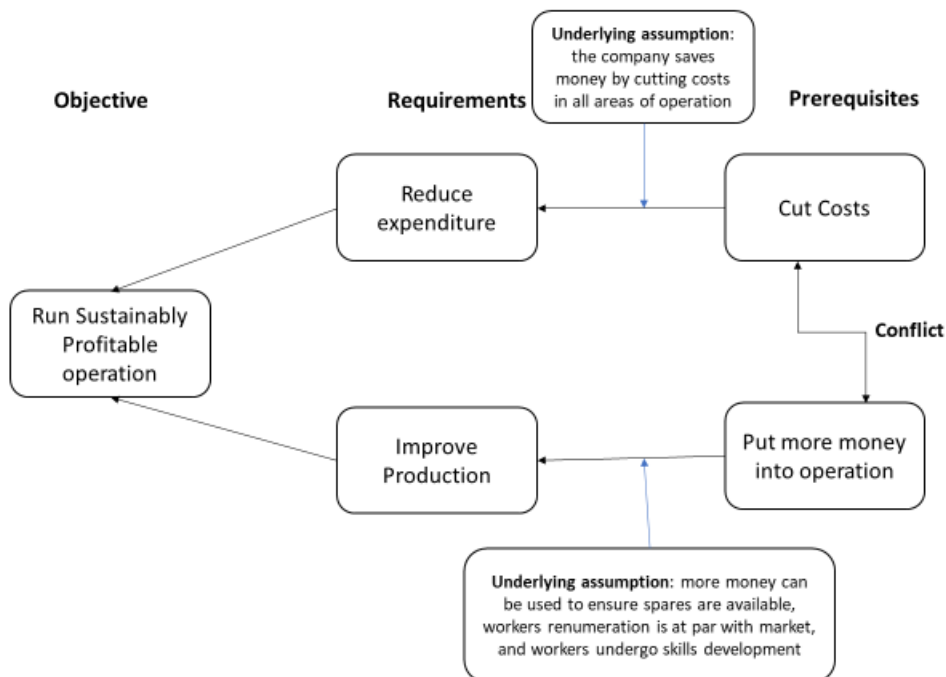 Underlying assumption:
the company saves
money by cutting costs
in all areas of operation
Objective
Requirements
Prerequisites
Reduce
expenditure
Cut Costs
Run Sustainably
Profitable
operation
Conflict
Improve
Production
Put more money
into operation
Underlying assumption: more money can
be used to ensure spares are available,
workers renumeration is at par with market,
and workers undergo skills development